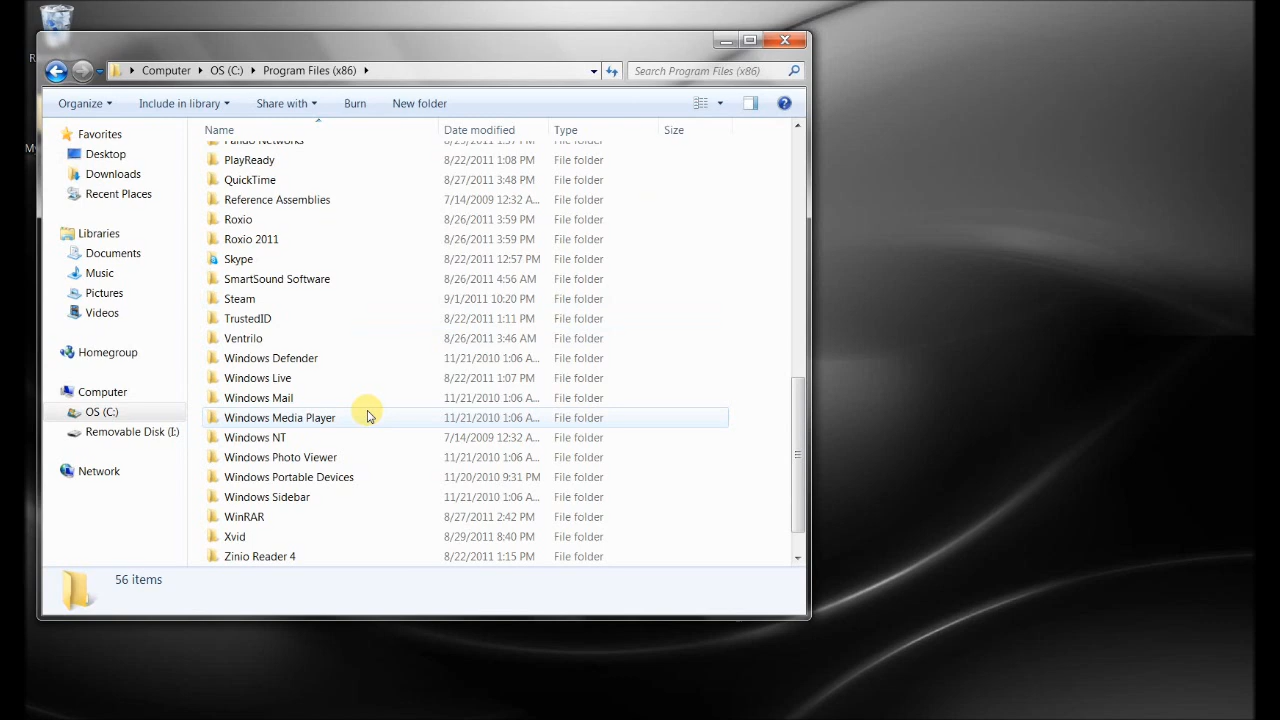 Computer OS (C:) Program Files (x86) Search Program Files (x86)
Organize Include in library Share with Burn New folder
Name Date modified Type Size
Favorites
Desktop
Downloads
Recent Places
Libraries
Documents
Music
Pictures
Videos
Homegroup
Computer
OS (C:)
Removable Disk (I:)
Network
Pando Networks 8/25/2011 1:37 PM File folder
PlayReady 8/22/2011 1:08 PM File folder
QuickTime 8/27/2011 3:48 PM File folder
Reference Assemblies 7/14/2009 12:32 A... File folder
Roxio 8/26/2011 3:59 PM File folder
Roxio 2011 8/26/2011 3:59 PM File folder
Skype 8/22/2011 12:57 PM File folder
SmartSound Software 8/26/2011 4:56 AM File folder
Steam 9/1/2011 10:20 PM File folder
TrustedID 8/22/2011 1:11 PM File folder
Ventrilo 8/26/2011 3:46 AM File folder
Windows Defender 11/21/2010 1:06 A... File folder
Windows Live 8/22/2011 1:07 PM File folder
Windows Mail 11/21/2010 1:06 A... File folder
Windows Media Player 11/21/2010 1:06 A... File folder
Windows NT 7/14/2009 12:32 A... File folder
Windows Photo Viewer 11/21/2010 1:06 A... File folder
Windows Portable Devices 11/20/2010 9:31 PM File folder
Windows Sidebar 11/21/2010 1:06 A... File folder
WinRAR 8/27/2011 2:42 PM File folder
Xvid 8/29/2011 8:40 PM File folder
Zinio Reader 4 8/22/2011 1:15 PM File folder
56 items